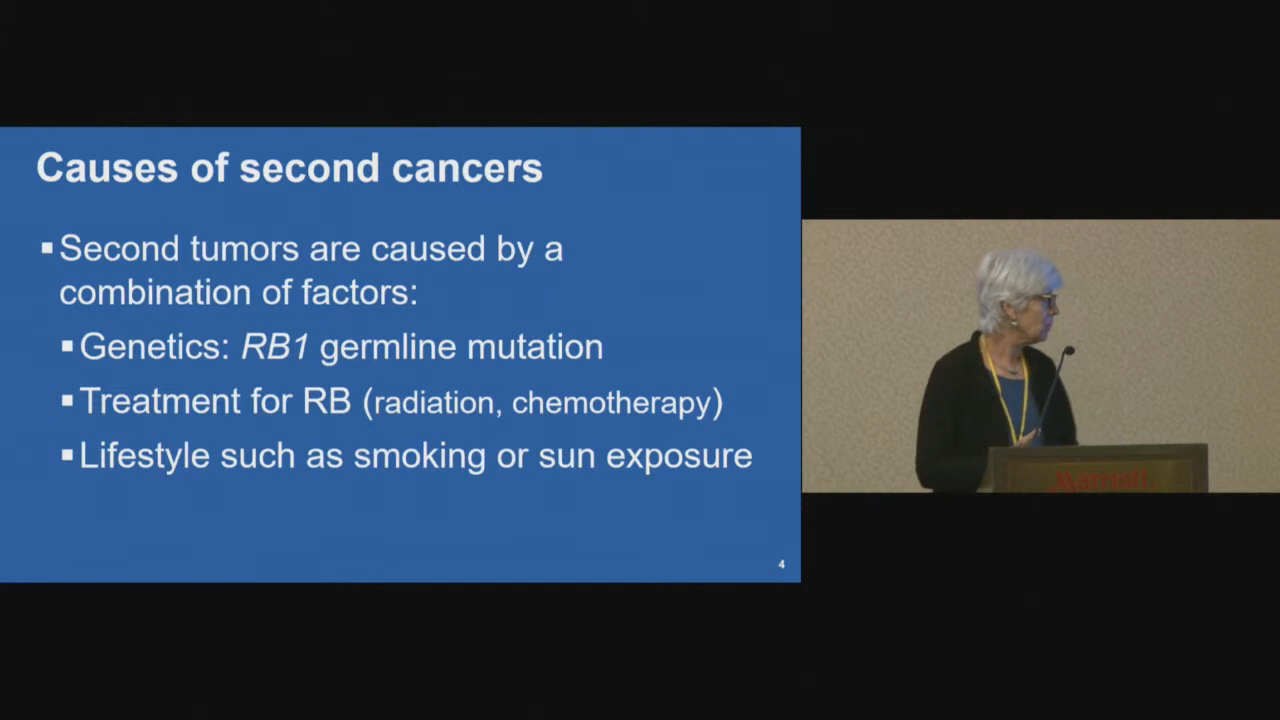 Causes of second cancers
▪ Second tumors are caused by a
combination of factors:
▪ Genetics: RB1 germline mutation
▪ Treatment for RB (radiation, chemotherapy)
▪ Lifestyle such as smoking or sun exposure
4
Marriott